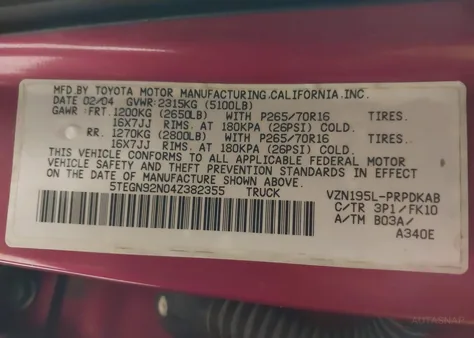 MFD.BY TOYOTA MOTOR MANUFACTURING.CALIFORNIA.INC.
DATE 02/04 GVWR:2315KG (5100LB)
GAWR:FRT.1200KG (2650LB) WITH P265/70R16 TIRES.
16X7JJ RIMS. AT 180KPA (26PSI) COLD.
RR. 1270KG (2800LB) WITH P265/70R16 TIRES.
16X7JJ RIMS. AT 180KPA (26PSI) COLD.
THIS VEHICLE CONFORMS TO ALL APPLICABLE FEDERAL MOTOR
VEHICLE SAFETY AND THEFT PREVENTION STANDARDS IN EFFECT
ON THE DATE OF MANUFACTURE SHOWN ABOVE.
5TEGN92N04Z382355 TRUCK
VZN195L-PRPDKAB
C/TR 3P1/FK10
A/TM B03A/
A340E
AUTASNAP